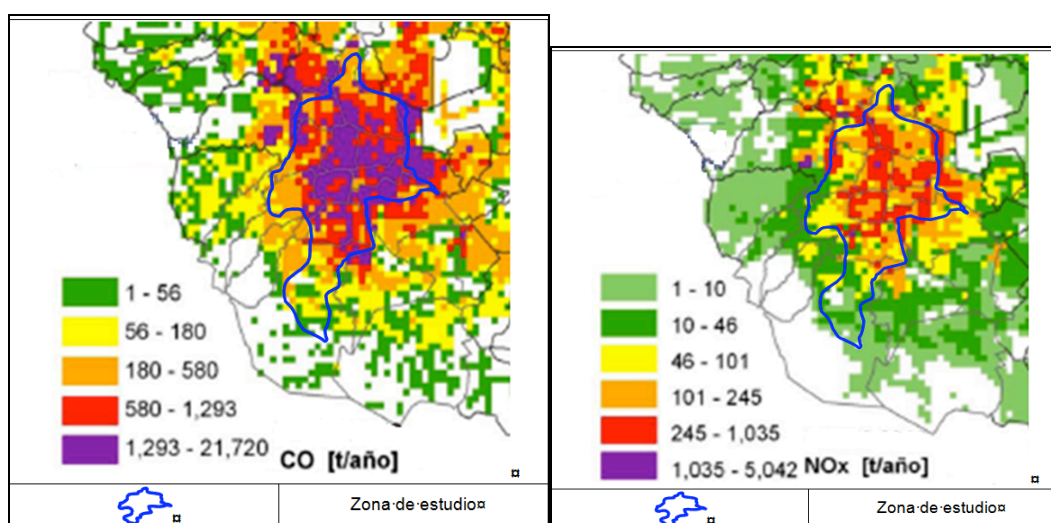 1 - 56
56 - 180
180 - 580
580 - 1,293
1,293 - 21,720
CO [t/año]
¤
¤
Zona·de·estudio¤
1 - 10
10 - 46
46 - 101
101 - 245
245 - 1,035
1,035 - 5,042
NOx [t/año]
¤
¤
Zona·de·estudio¤